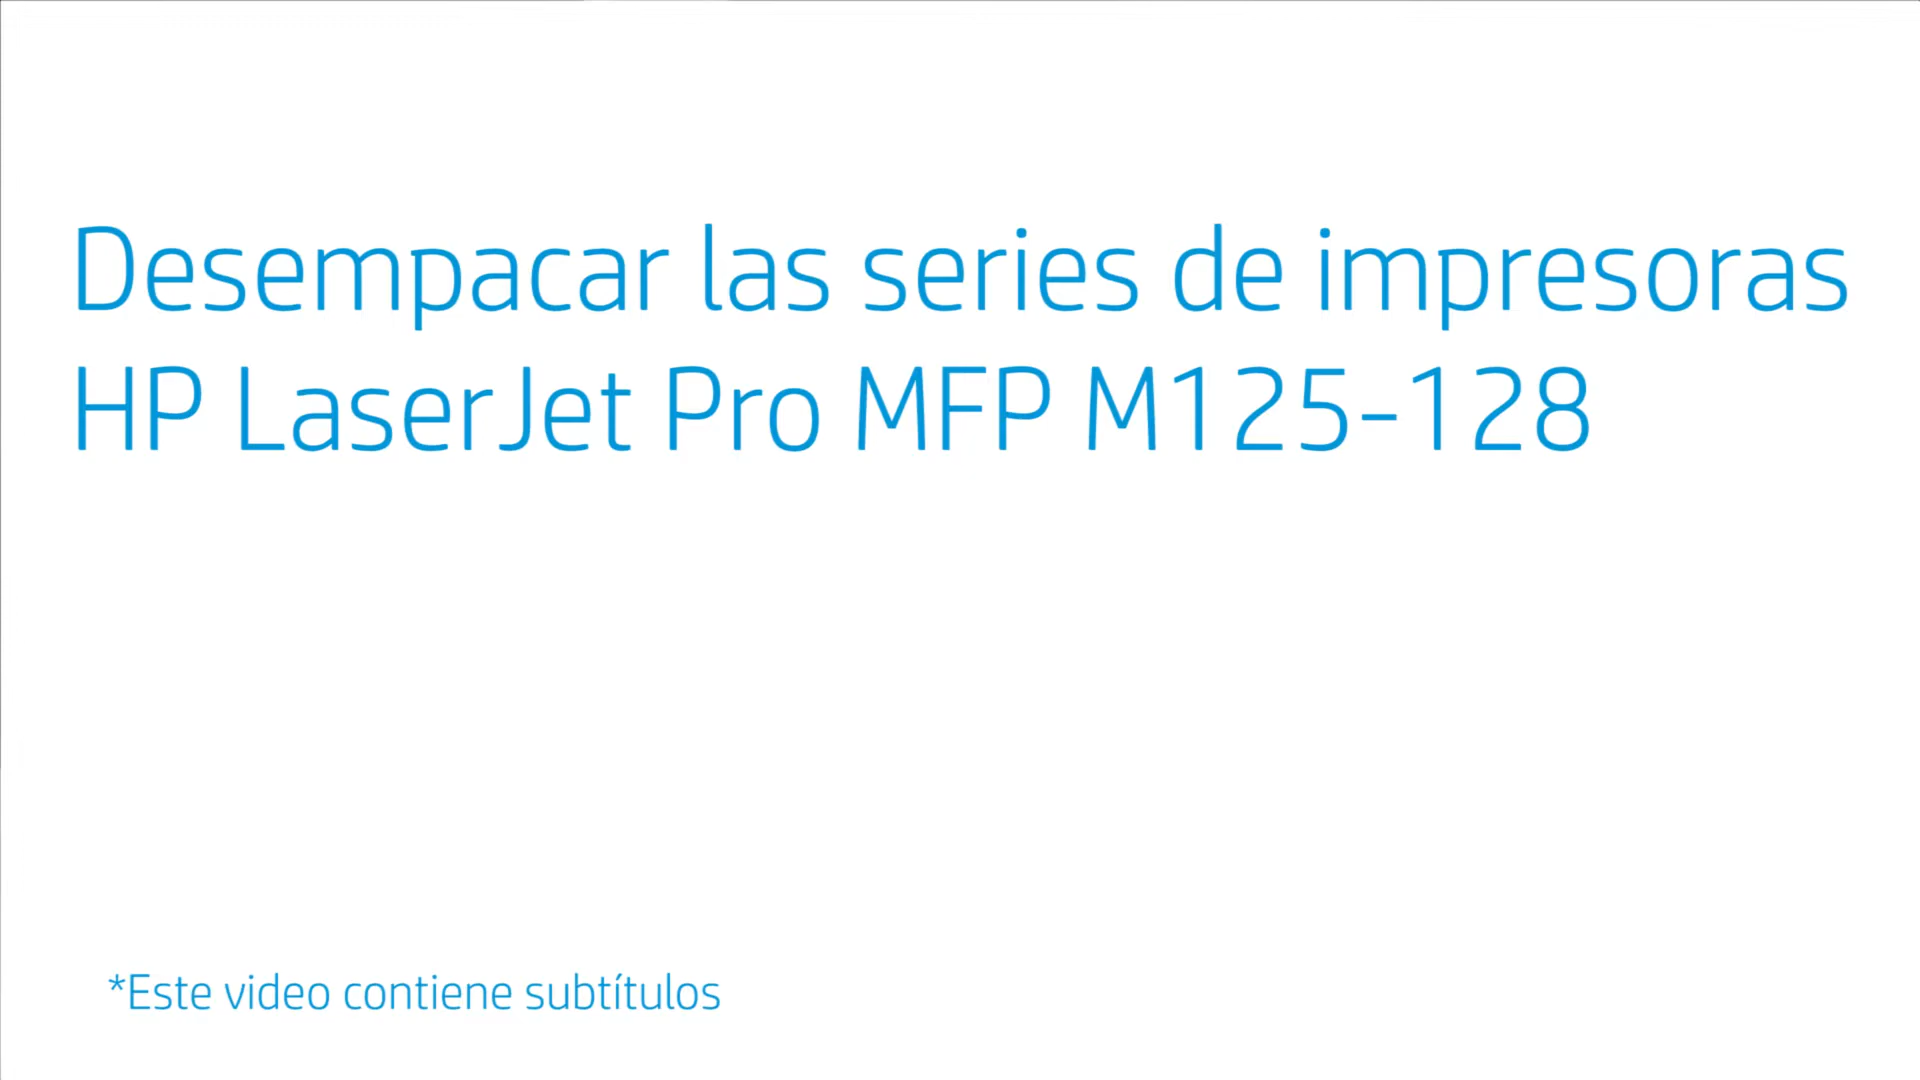 Desempacar las series de impresoras
HP LaserJet Pro MFP M125-128
*Este video contiene subtítulos